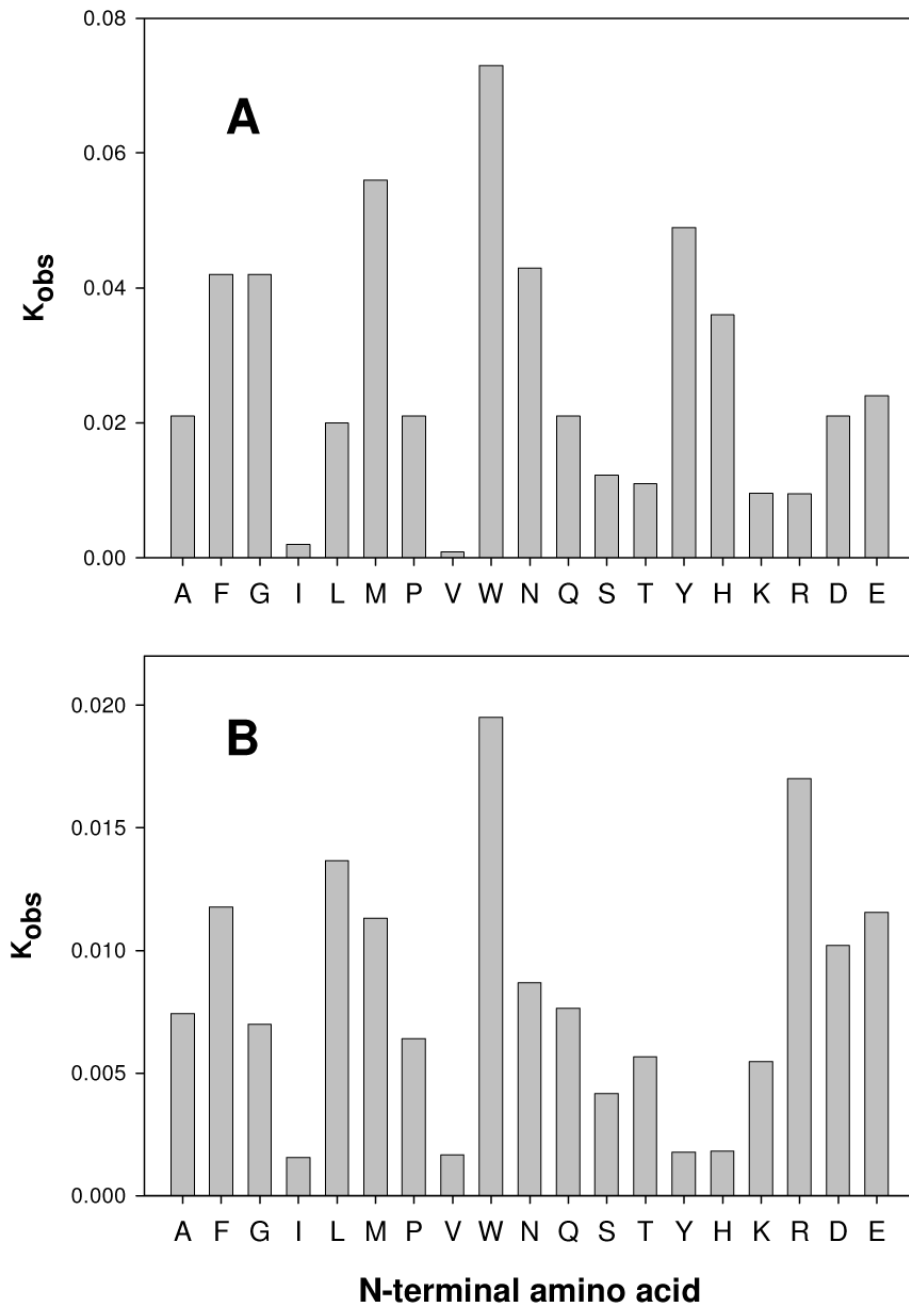 0.08
A
0.06
0.04
0.02
0.00
Kobs
A F G I L M P V W N Q S T Y H K R D E
0.020
B
0.015
0.010
0.005
0.000
Kobs
A F G I L M P V W N Q S T Y H K R D E
N-terminal amino acid